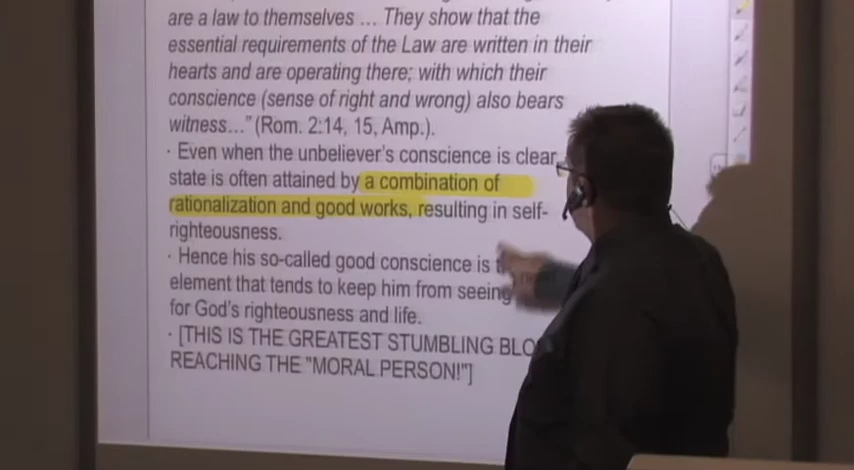 are a law to themselves … They show that the
essential requirements of the Law are written in their
hearts and are operating there; with which their
conscience (sense of right and wrong) also bears
witness…" (Rom. 2:14, 15, Amp.).
· Even when the unbeliever's conscience is clear,
state is often attained by a combination of
rationalization and good works, resulting in self-
righteousness.
· Hence his so-called good conscience is
element that tends to keep him from seeing
for God's righteousness and life.
· [THIS IS THE GREATEST STUMBLING
REACHING THE "MORAL PERSON!"]